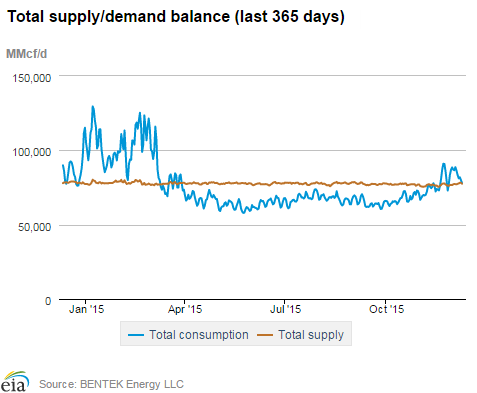 Total supply/demand balance (last 365 days)
MMcf/d
150,000
100,000
50,000
0
Jan '15 Apr '15 Jul '15 Oct '15
Total consumption Total supply
eia Source: BENTEK Energy LLC